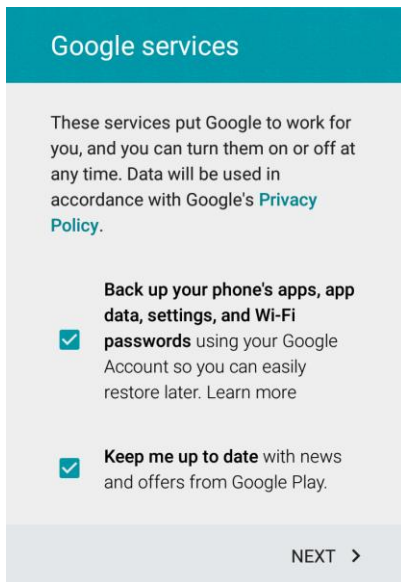 Google services
These services put Google to work for
you, and you can turn them on or off at
any time. Data will be used in
accordance with Google's Privacy
Policy.
Back up your phone's apps, app
data, settings, and Wi-Fi
passwords using your Google
Account so you can easily
restore later. Learn more
Keep me up to date with news
and offers from Google Play.
NEXT >